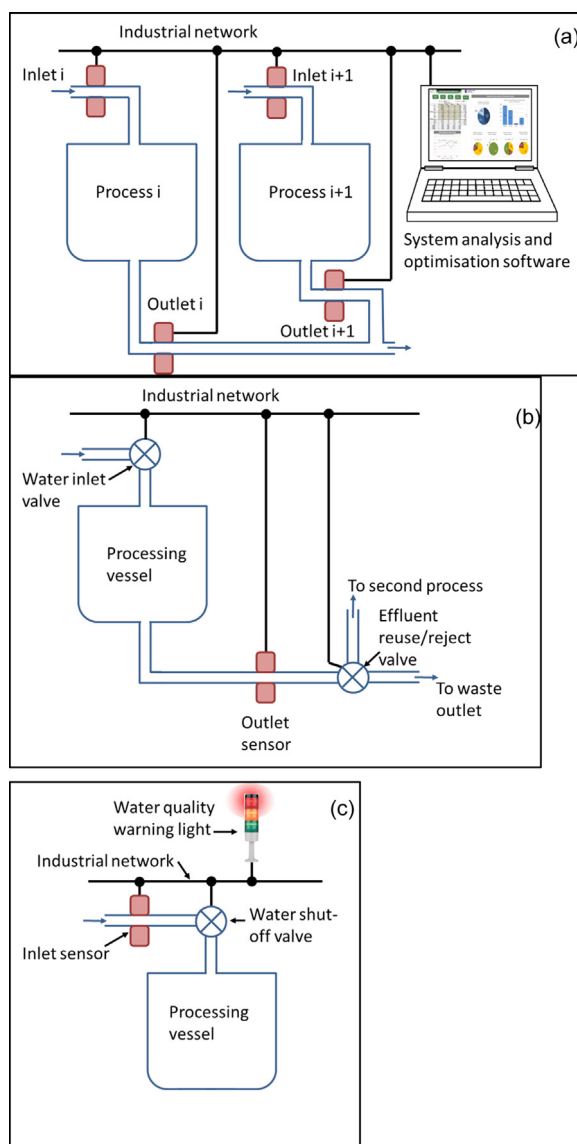 Industrial network
(a)
Inlet i
Inlet i+1
Process i
Process i+1
System analysis and
optimisation software
Outlet i
Outlet i+1
Industrial network
(b)
Water inlet
valve
Processing
vessel
To second process
Effluent
reuse/reject
valve
To waste
outlet
Outlet
sensor
(c)
Water quality
warning light
Industrial network
Water shut-
off valve
Inlet sensor
Processing
vessel